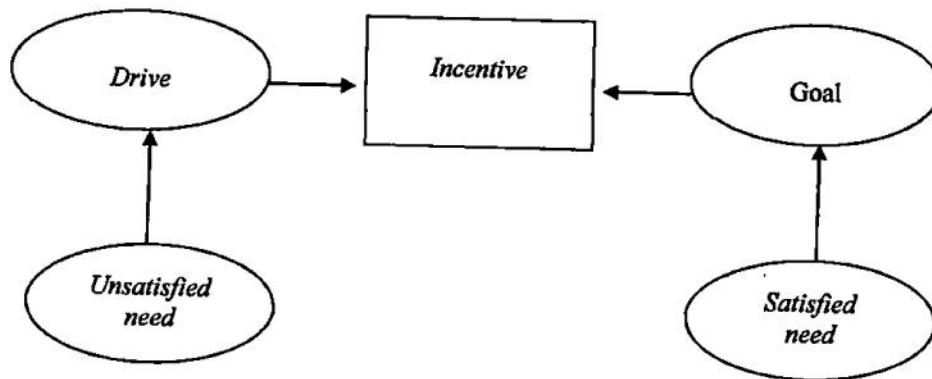 Drive
Incentive
Goal
Unsatisfied
need
Satisfied
need